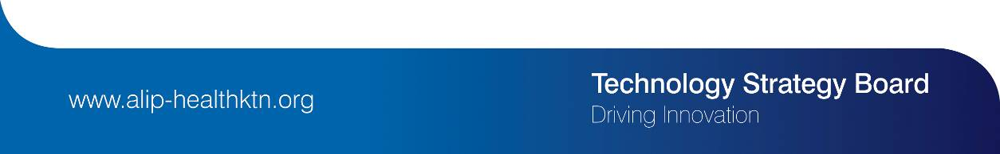 www.alip-healthktn.org
Technology Strategy Board
Driving Innovation